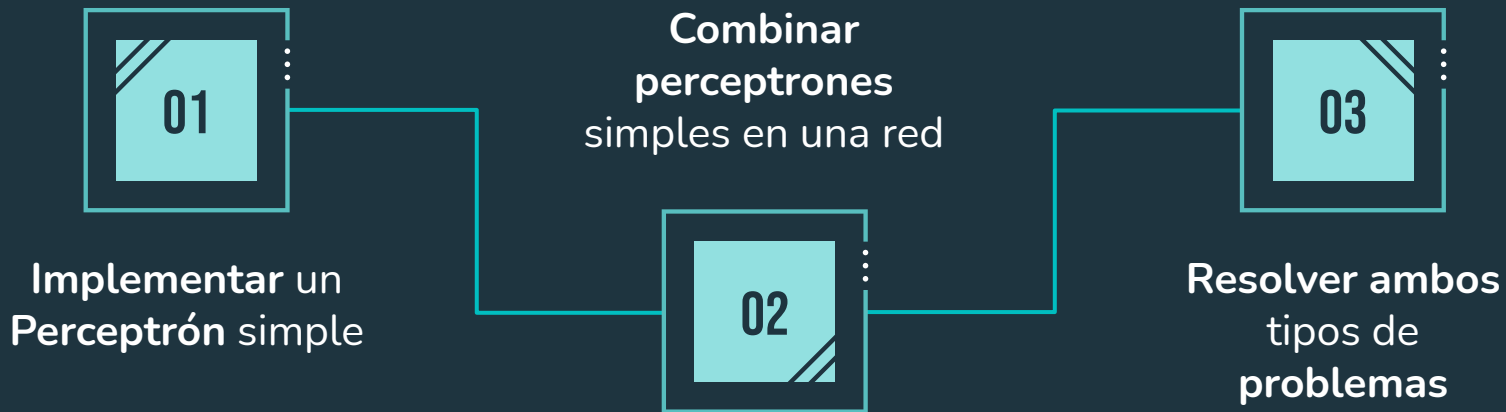 01
Implementar un
Perceptrón simple
Combinar
perceptrones
simples en una red
02
03
Resolver ambos
tipos de
problemas